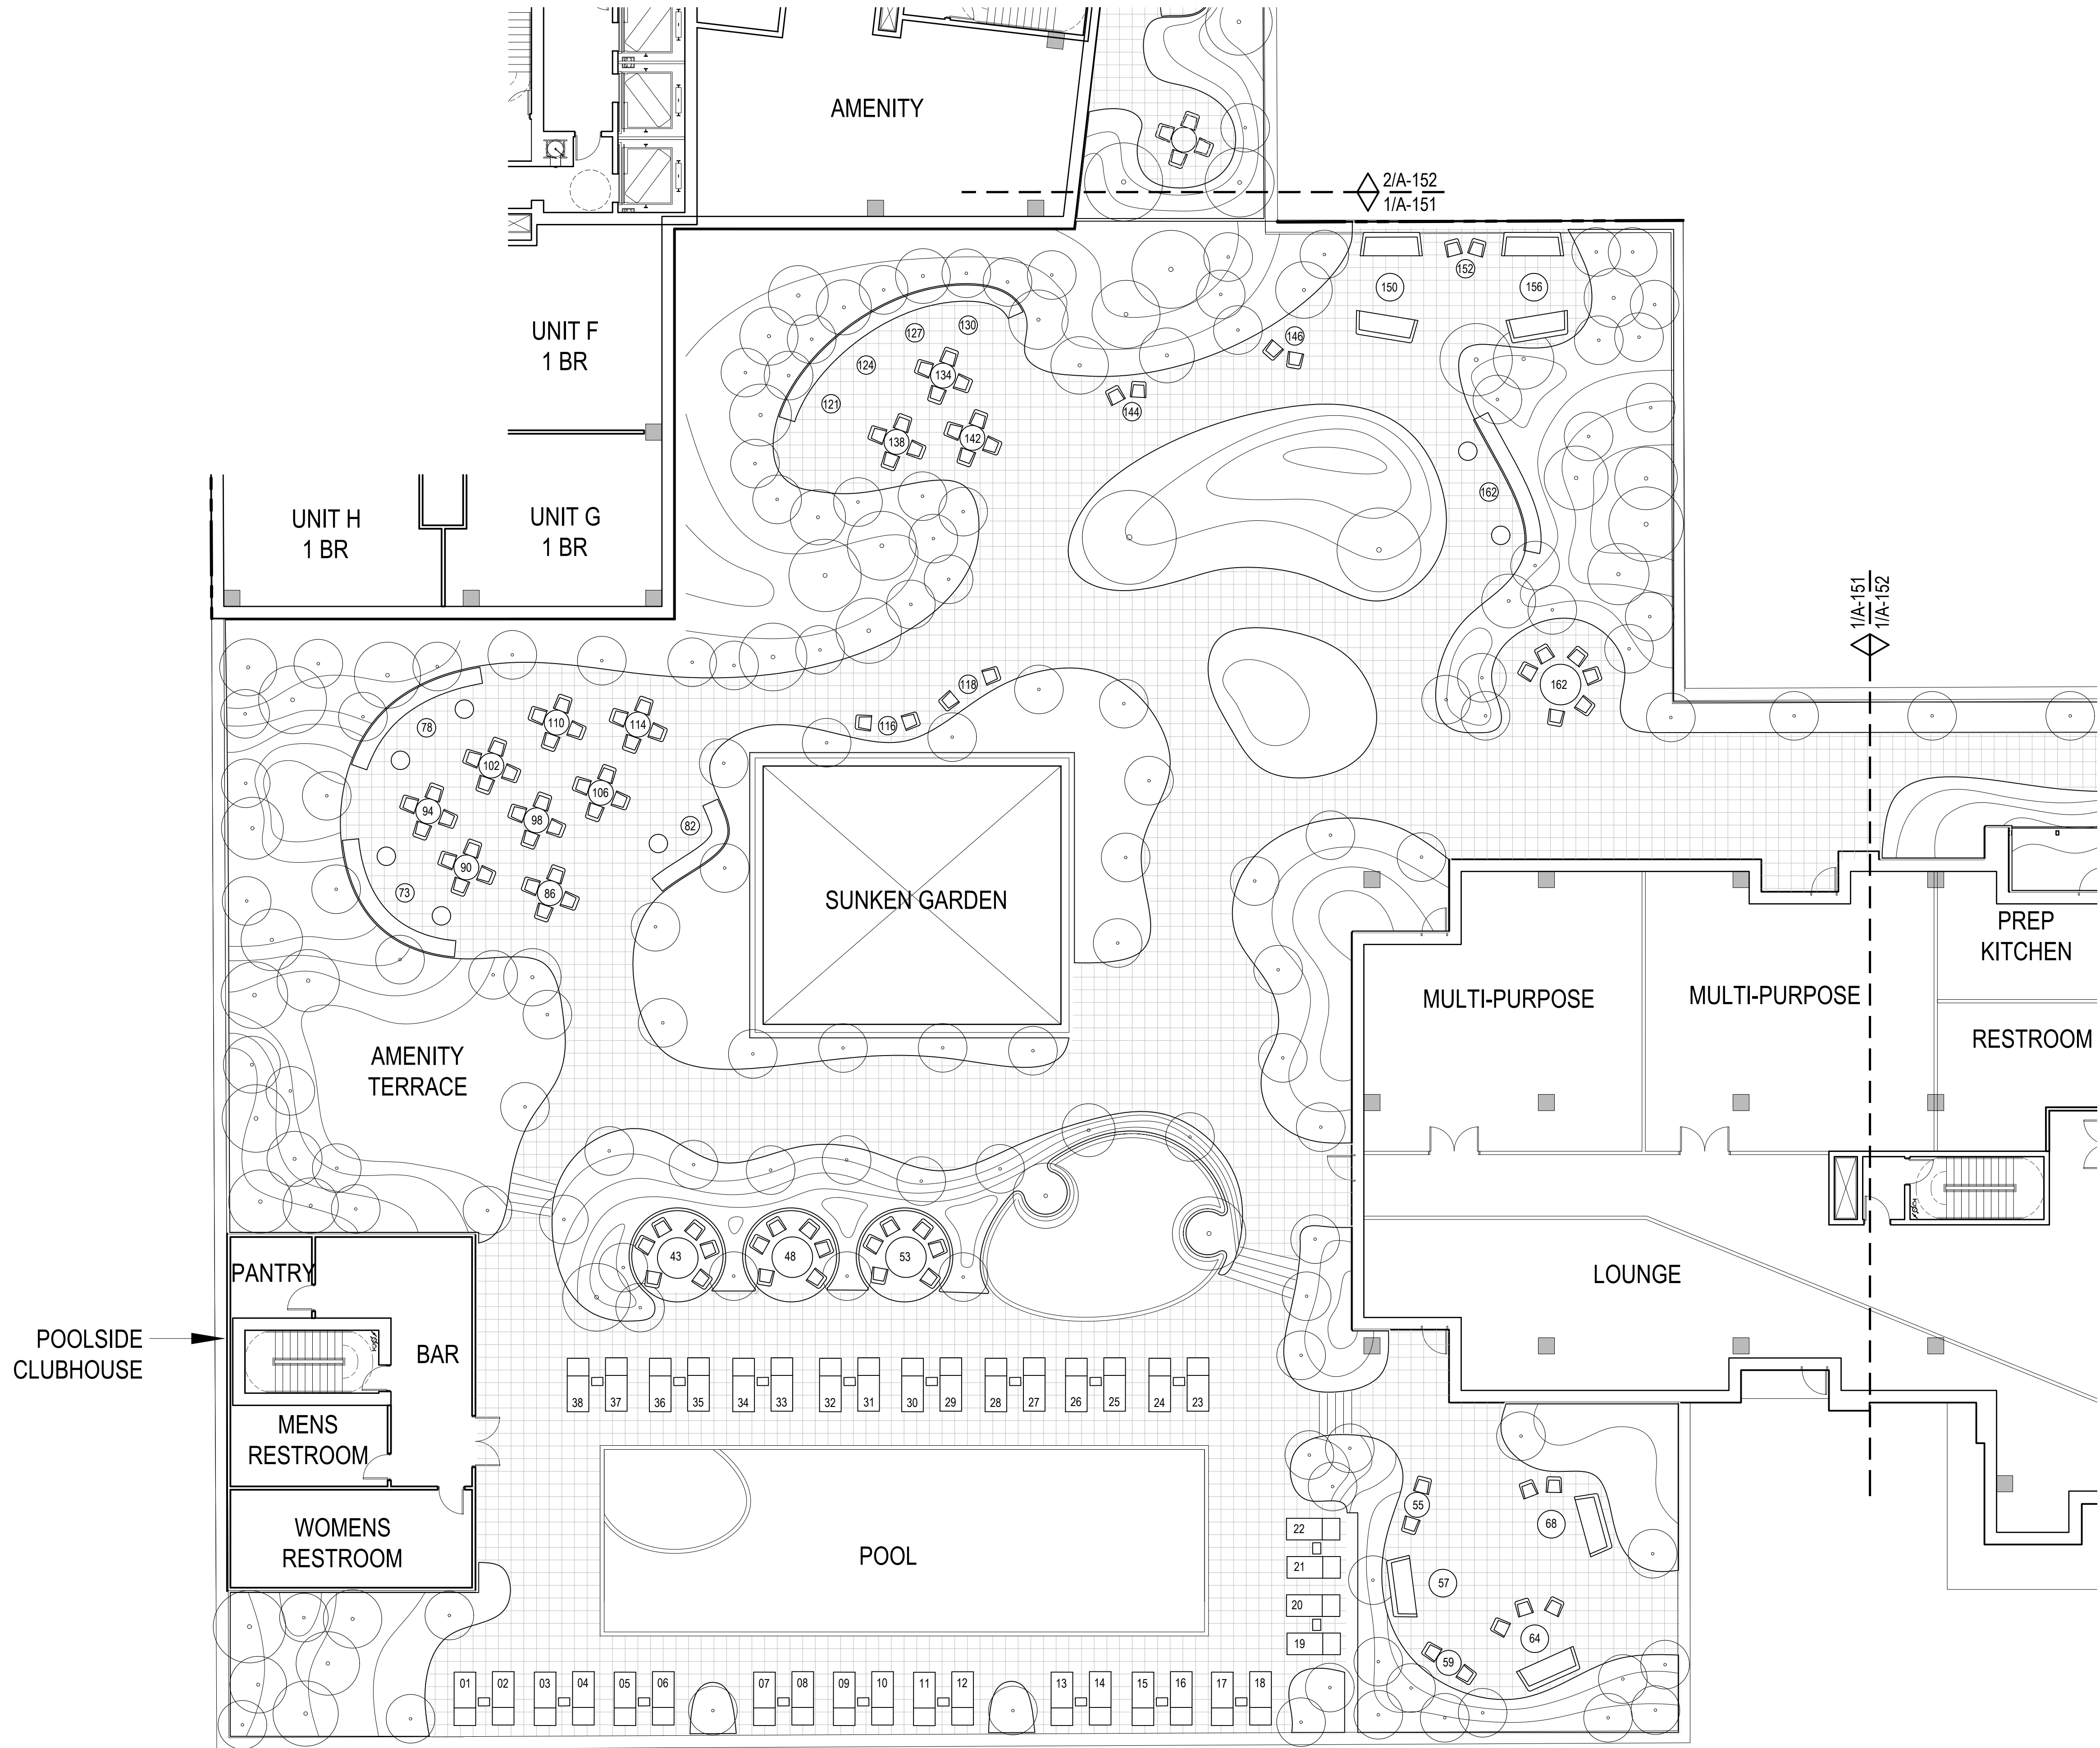 AMENITY
2/A-152
1/A-151
150
152
156
UNIT F
1 BR
127
130
146
124
134
121
144
138
142
162
UNIT H
1 BR
UNIT G
1 BR
1/A-151
1/A-152
118
162
78
110
114
116
102
106
94
98
82
90
86
73
SUNKEN GARDEN
PREP
KITCHEN
MULTI-PURPOSE
MULTI-PURPOSE
RESTROOM
AMENITY
TERRACE
43
48
53
PANTRY
LOUNGE
POOLSIDE
CLUBHOUSE
BAR
38
37
36
35
34
33
32
31
30
29
28
27
26
25
24
23
MENS
RESTROOM
WOMENS
RESTROOM
POOL
22
21
20
19
55
68
57
64
59
01
02
03
04
05
06
07
08
09
10
11
12
13
14
15
16
17
18